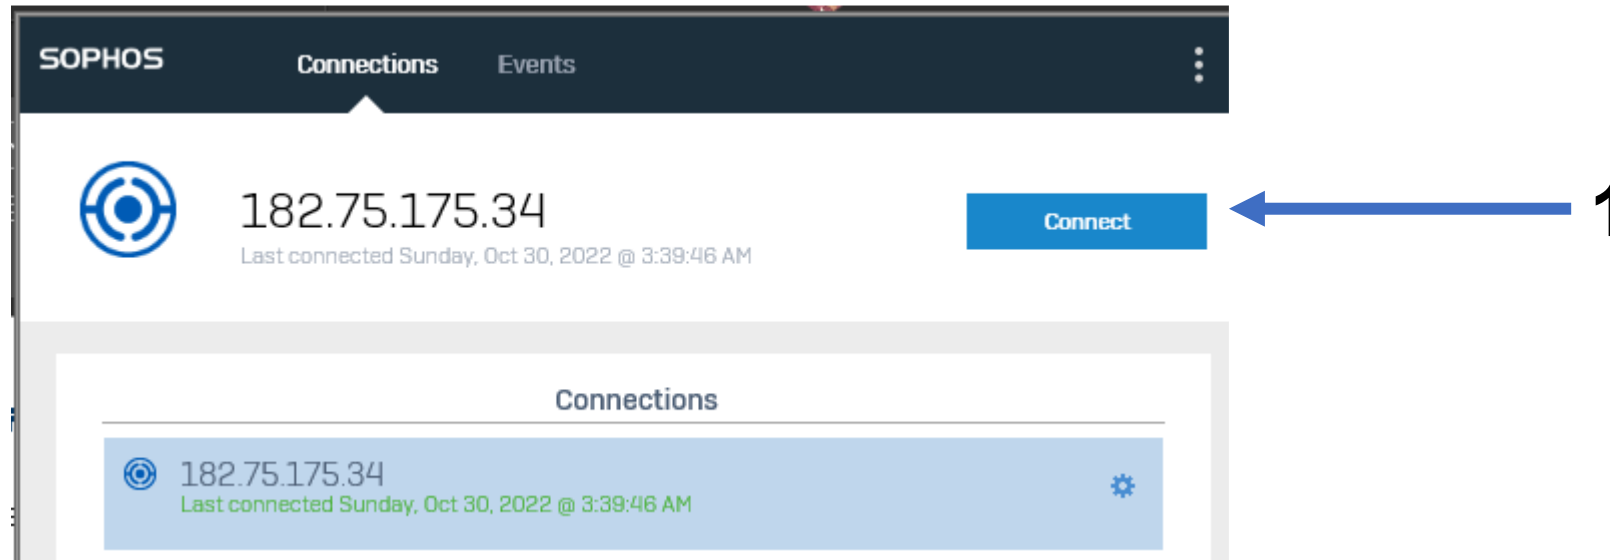 SOPHOS Connections Events
182.75.175.34
Last connected Sunday, Oct 30, 2022 @ 3:39:46 AM
Connect
1
Connections
182.75.175.34
Last connected Sunday, Oct 30, 2022 @ 3:39:46 AM